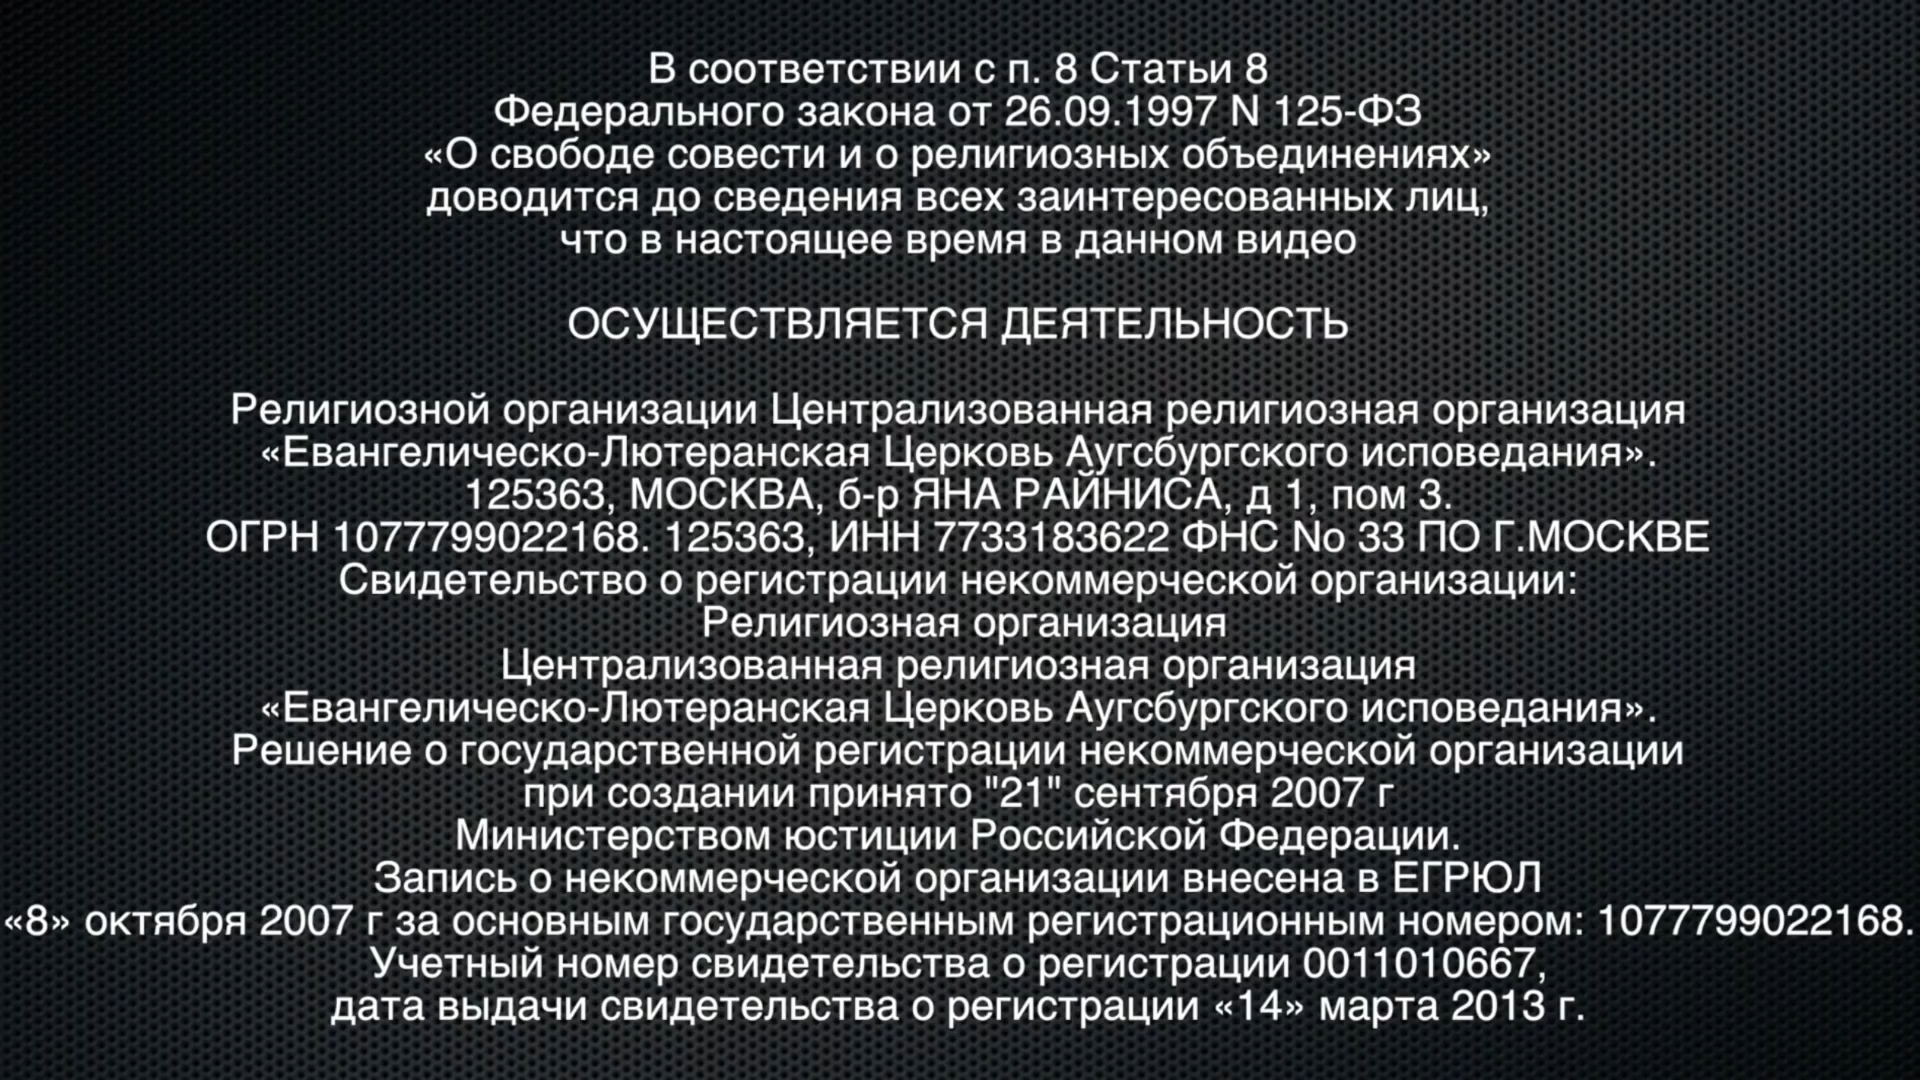 В соответствии с п. 8 Статьи 8
Федерального закона от 26.09.1997 N 125-ФЗ
«О свободе совести и о религиозных объединениях»
доводится до сведения всех заинтересованных лиц,
что в настоящее время в данном видео
ОСУЩЕСТВЛЯЕТСЯ ДЕЯТЕЛЬНОСТЬ
Религиозной организации Централизованная религиозная организация
«Евангелическо-Лютеранская Церковь Аугсбургского исповедания».
125363, МОСКВА, б-р ЯНА РАЙНИСА, д 1, пом 3.
ОГРН 1077799022168. 125363, ИНН 7733183622 ФНС No 33 ПО Г.МОСКВЕ
Свидетельство о регистрации некоммерческой организации:
Религиозная организация
Централизованная религиозная организация
«Евангелическо-Лютеранская Церковь Аугсбургского исповедания».
Решение о государственной регистрации некоммерческой организации
при создании принято "21" сентября 2007 г
Министерством юстиции Российской Федерации.
Запись о некоммерческой организации внесена в ЕГРЮЛ
«8» октября 2007 г за основным государственным регистрационным номером: 1077799022168.
Учетный номер свидетельства о регистрации 0011010667,
дата выдачи свидетельства о регистрации «14» марта 2013 г.